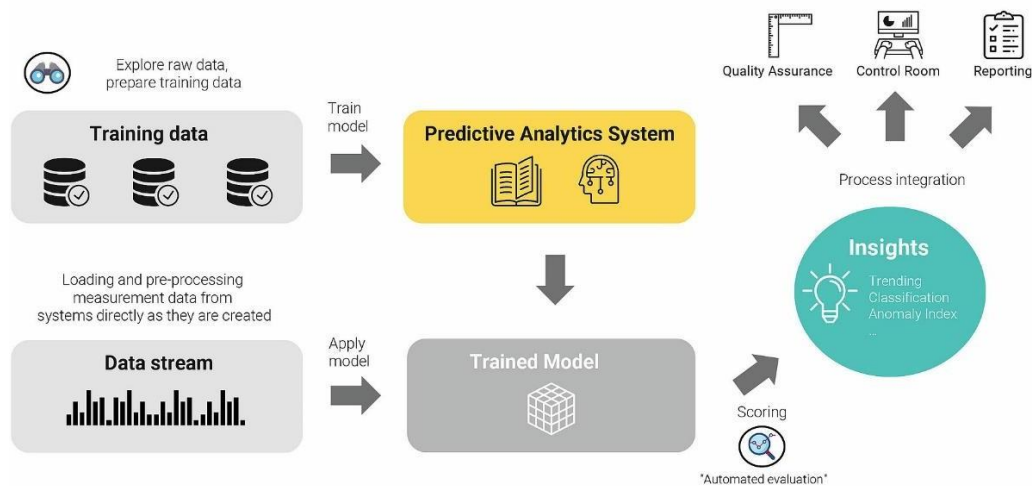 Explore raw data,
prepare training data
Training data
Train
model
Predictive Analytics System
Loading and pre-processing
measurement data from
systems directly as they are created
Data stream
Apply
model
Trained Model
Scoring
"Automated evaluation"
Insights
Trending
Classification
Anomaly Index
...
Process integration
Quality Assurance
Control Room
Reporting